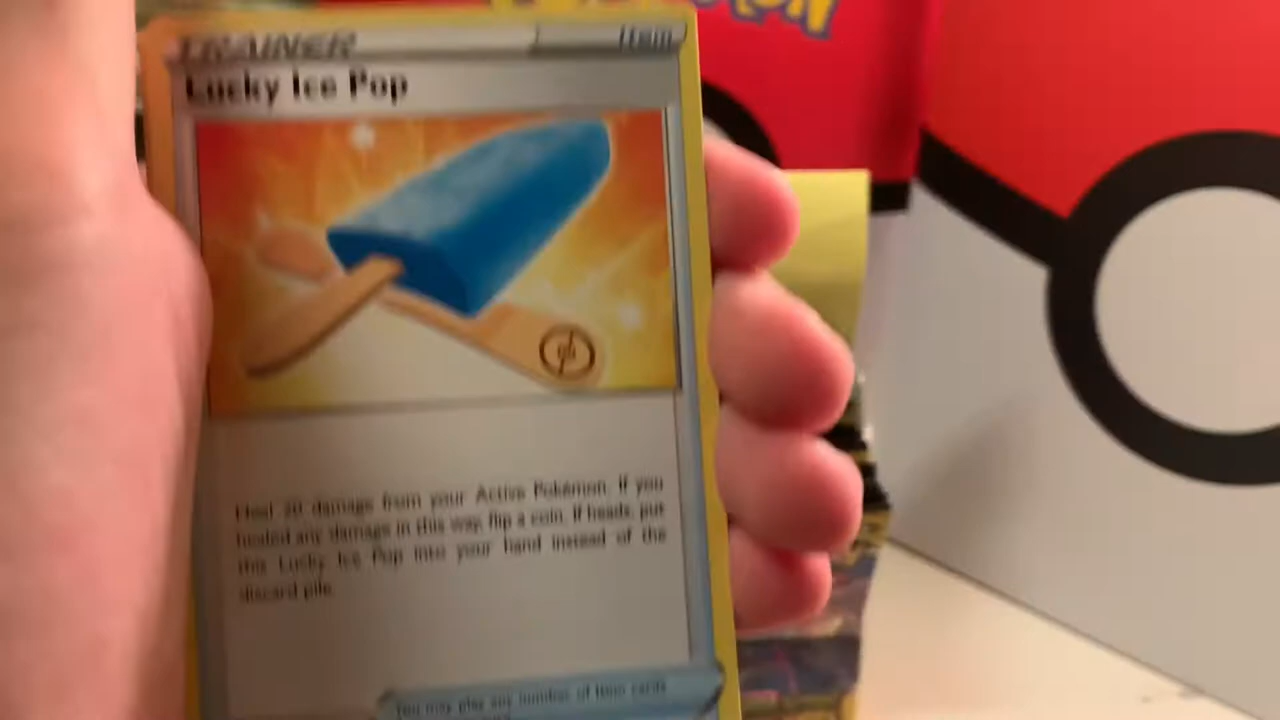 TRAINER Item
Lucky Ice Pop
Heal 20 damage from your Active Pokémon. If you
healed any damage in this way, flip a coin. If heads, put
this Lucky Ice Pop into your hand instead of the
discard pile.
You may play any number of Item cards